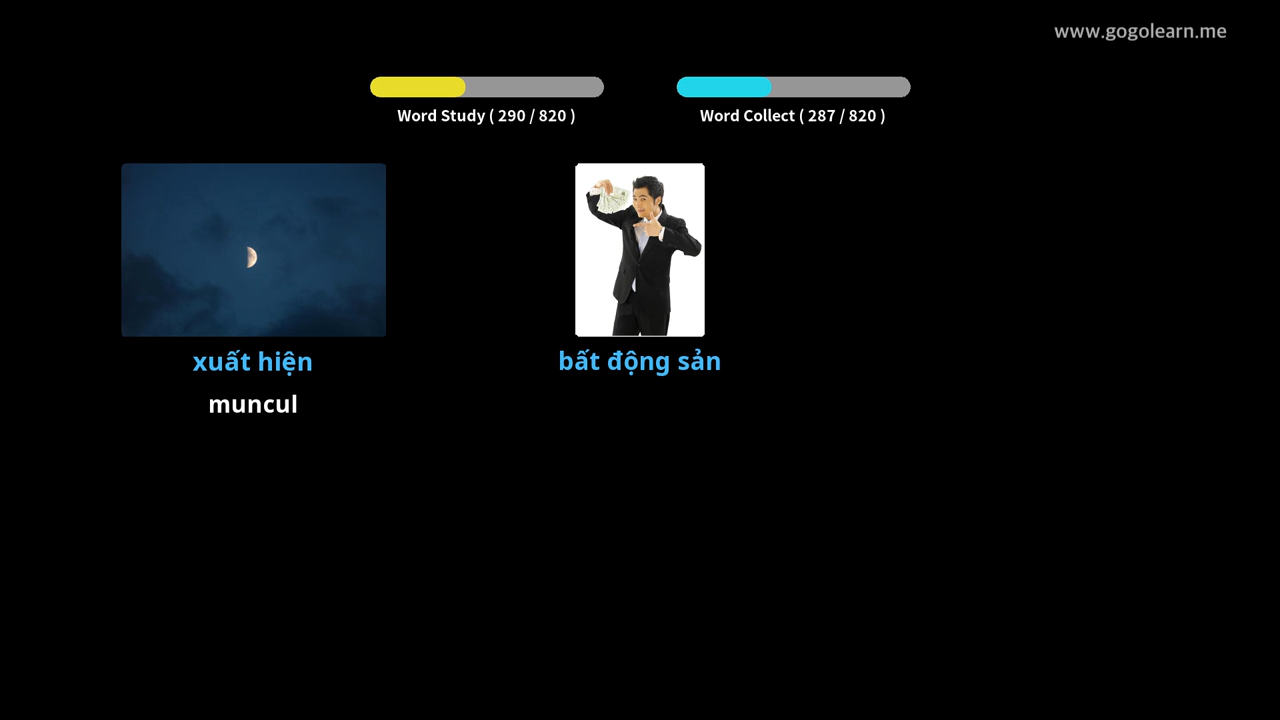 www.gogolearn.me
Word Study ( 290 / 820 )
Word Collect ( 287 / 820 )
xuất hiện
bất động sản
muncul